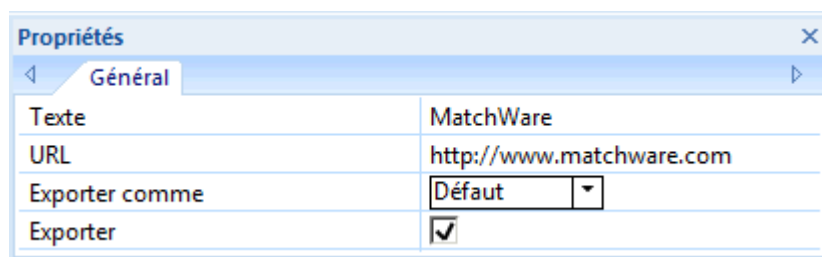 Propriétés
Général
Texte MatchWare
URL http://www.matchware.com
Exporter comme Défaut
Exporter